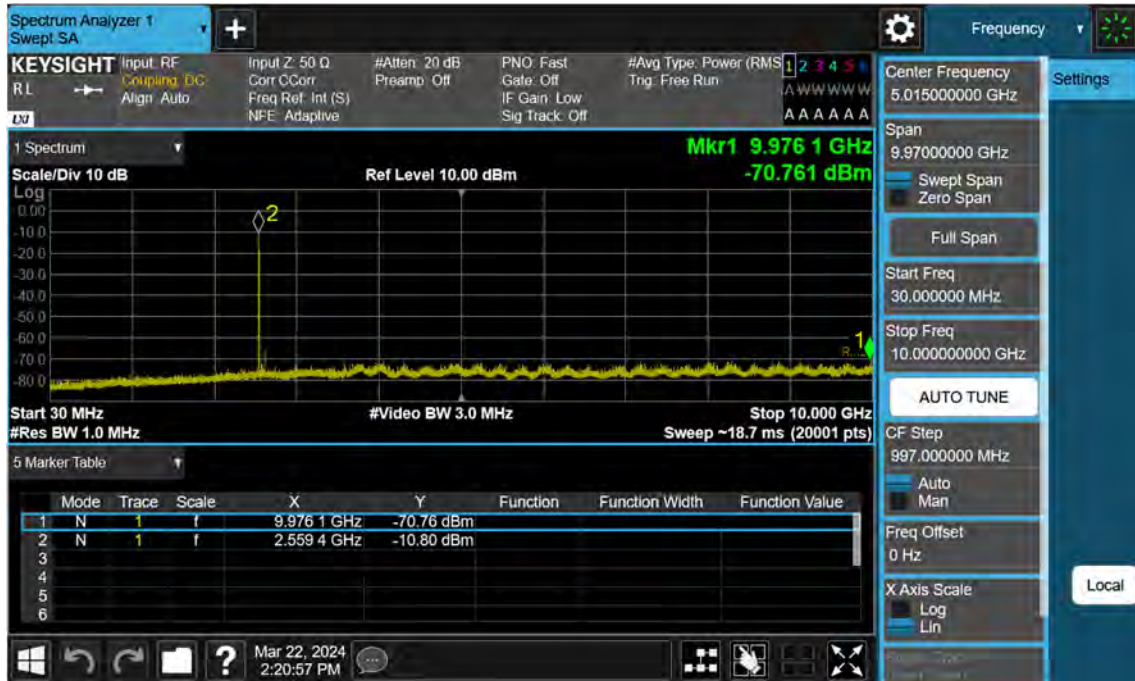 Spectrum Analyzer 1
Swept SA
+
Frequency
KEYSIGHT
RL
LXI
Input: RF
Coupling: DC
Align: Auto
Input Z: 50 Ω
Corr CCorr
Freq Ref: Int (S)
NFE: Adaptive
#Atten: 20 dB
Preamp: Off
PNO: Fast
Gate: Off
IF Gain: Low
Sig Track: Off
#Avg Type: Power (RMS
Trig: Free Run
1 2 3 4 5 6
A W W W W W
A A A A A A
Center Frequency
5.015000000 GHz
Settings
1 Spectrum
Mkr1 9.976 1 GHz
Scale/Div 10 dB
Ref Level 10.00 dBm
-70.761 dBm
Log
0.00
-10.0
-20.0
-30.0
-40.0
-50.0
-60.0
-70.0
-80.0
2
1
Start 30 MHz
#Video BW 3.0 MHz
Stop 10.000 GHz
#Res BW 1.0 MHz
Sweep ~18.7 ms (20001 pts)
Span
9.97000000 GHz
Swept Span
Zero Span
Full Span
Start Freq
30.000000 MHz
Stop Freq
10.000000000 GHz
AUTO TUNE
CF Step
997.000000 MHz
Auto
Man
Freq Offset
0 Hz
X Axis Scale
Log
Lin
Local
5 Marker Table
Mode Trace Scale X Y Function Function Width Function Value
1 N 1 f 9.976 1 GHz -70.76 dBm
2 N 1 f 2.559 4 GHz -10.80 dBm
3
4
5
6
?
Mar 22, 2024
2:20:57 PM